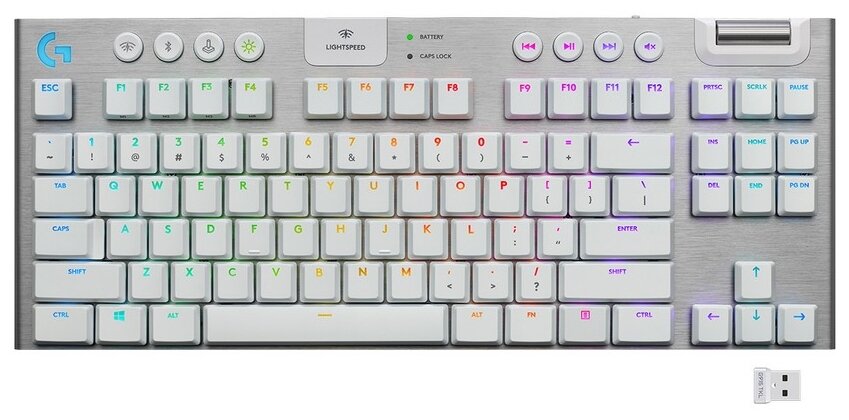 G
LIGHTSPEED
BATTERY
CAPS LOCK
ESC F1 F2 F3 F4 F5 F6 F7 F8 F9 F10 F11 F12 PRTSC SCRLK PAUSE
` 1 2 3 4 5 6 7 8 9 0 - = ←
~ ! @ # $ % ^ & * ( ) _ + INS HOME PG UP
TAB Q W E R T Y U I O P [ ] \ DEL END PG DN
{ } |
CAPS A S D F G H J K L ; ' ENTER
: "
SHIFT Z X C V B N M , . / SHIFT ↑
< > ?
CTRL ALT ALT FN CTRL ← ↓ →
G915 TKL